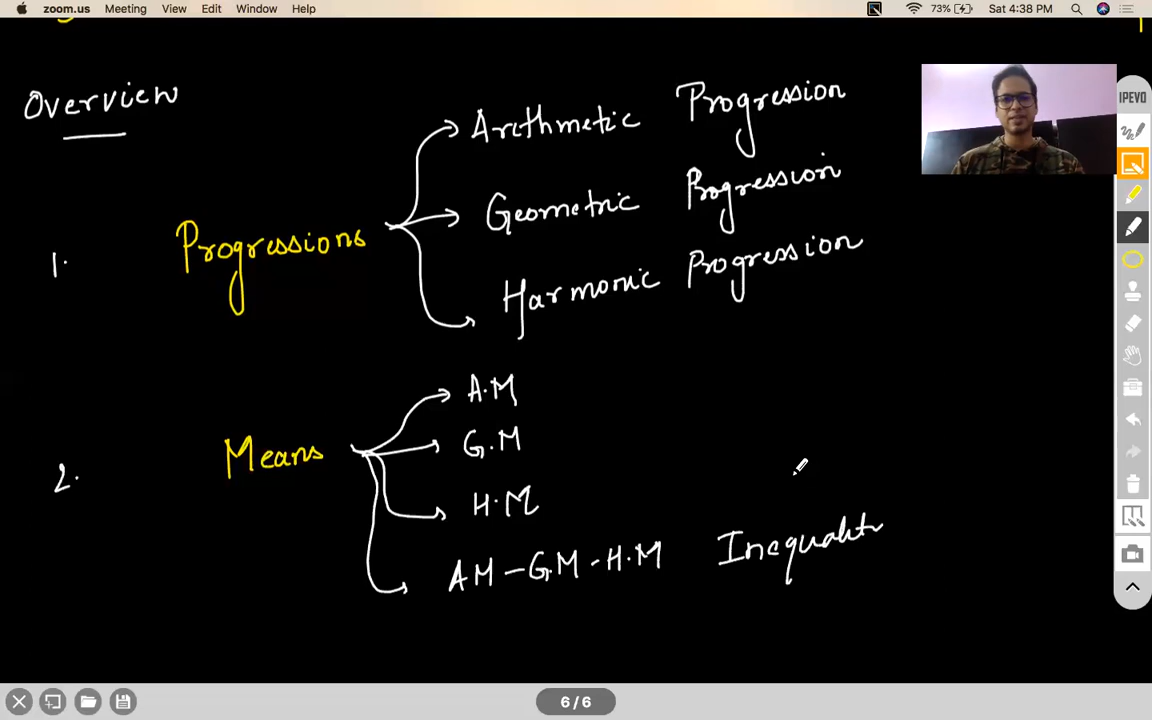 zoom.us Meeting View Edit Window Help 73% Sat 4:38 PM
Overview
IPEVO
Arithmetic Progression
Geometric Progression
1. Progressions
Harmonic Progression
A.M
G.M
2. Means
H.M
AM-G.M-H.M Inequalit
6/6